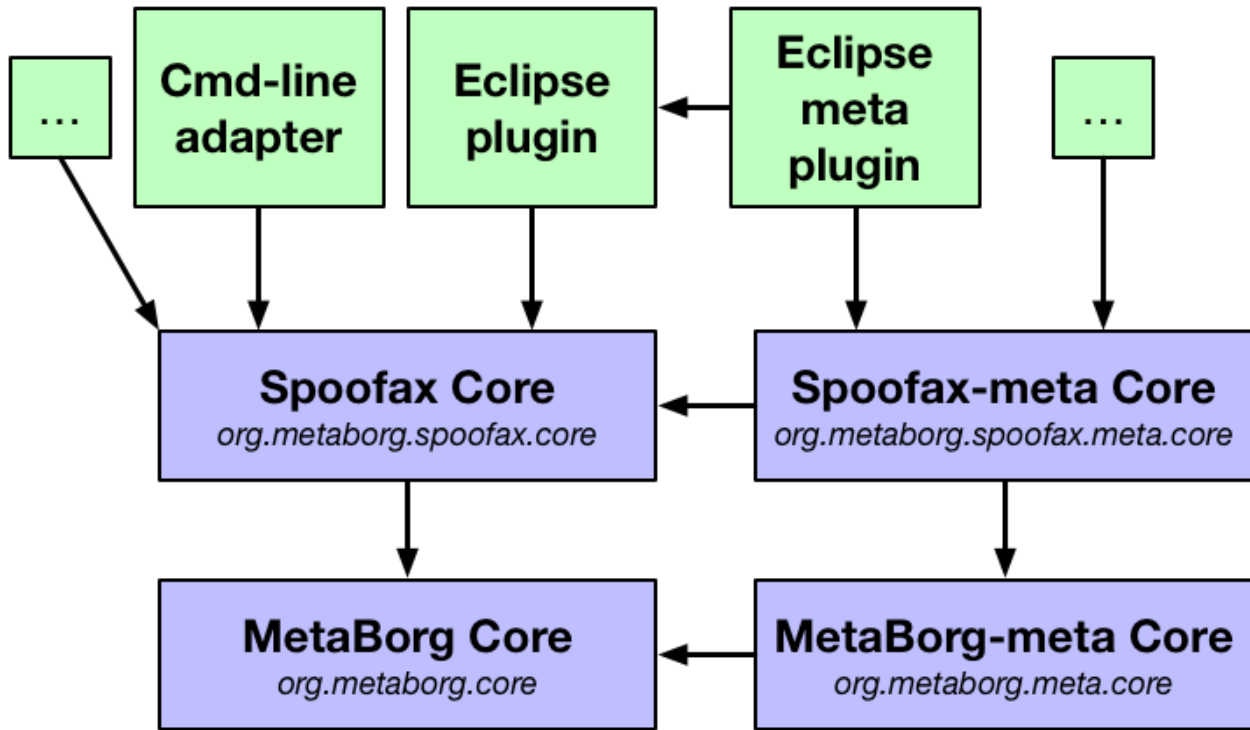 ...
Cmd-line
adapter
Eclipse
plugin
Eclipse
meta
plugin
...
Spoofax Core
org.metaborg.spoofax.core
Spoofax-meta Core
org.metaborg.spoofax.meta.core
MetaBorg Core
org.metaborg.core
MetaBorg-meta Core
org.metaborg.meta.core